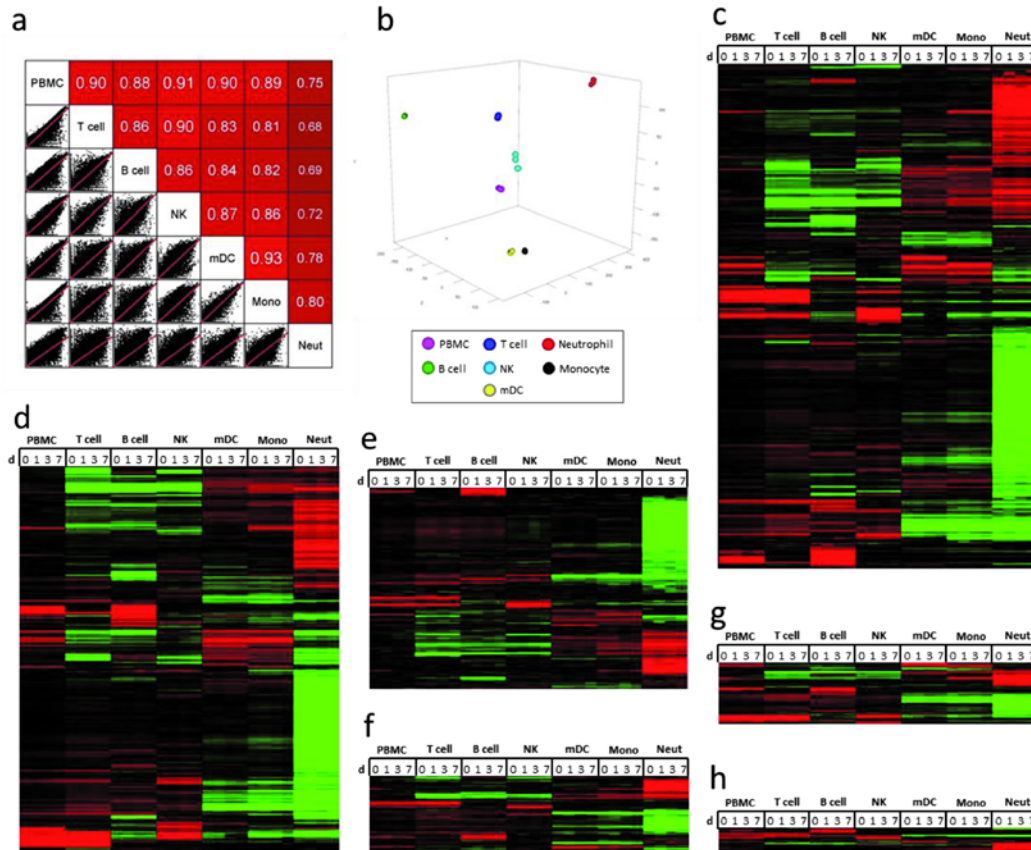 a
PBMC 0.90 0.88 0.91 0.90 0.89 0.75
T cell 0.86 0.90 0.83 0.81 0.68
B cell 0.86 0.84 0.82 0.69
NK 0.87 0.86 0.72
mDC 0.93 0.78
Mono 0.80
Neut
b
PBMC T cell Neutrophil
B cell NK Monocyte
mDC
c
PBMC T cell B cell NK mDC Mono Neut
d 0 1 3 7 0 1 3 7 0 1 3 7 0 1 3 7 0 1 3 7 0 1 3 7 0 1 3 7
d
PBMC T cell B cell NK mDC Mono Neut
d 0 1 3 7 0 1 3 7 0 1 3 7 0 1 3 7 0 1 3 7 0 1 3 7 0 1 3 7
e
PBMC T cell B cell NK mDC Mono Neut
d 0 1 3 7 0 1 3 7 0 1 3 7 0 1 3 7 0 1 3 7 0 1 3 7 0 1 3 7
f
PBMC T cell B cell NK mDC Mono Neut
d 0 1 3 7 0 1 3 7 0 1 3 7 0 1 3 7 0 1 3 7 0 1 3 7 0 1 3 7
g
PBMC T cell B cell NK mDC Mono Neut
d 0 1 3 7 0 1 3 7 0 1 3 7 0 1 3 7 0 1 3 7 0 1 3 7 0 1 3 7
h
PBMC T cell B cell NK mDC Mono Neut
d 0 1 3 7 0 1 3 7 0 1 3 7 0 1 3 7 0 1 3 7 0 1 3 7 0 1 3 7